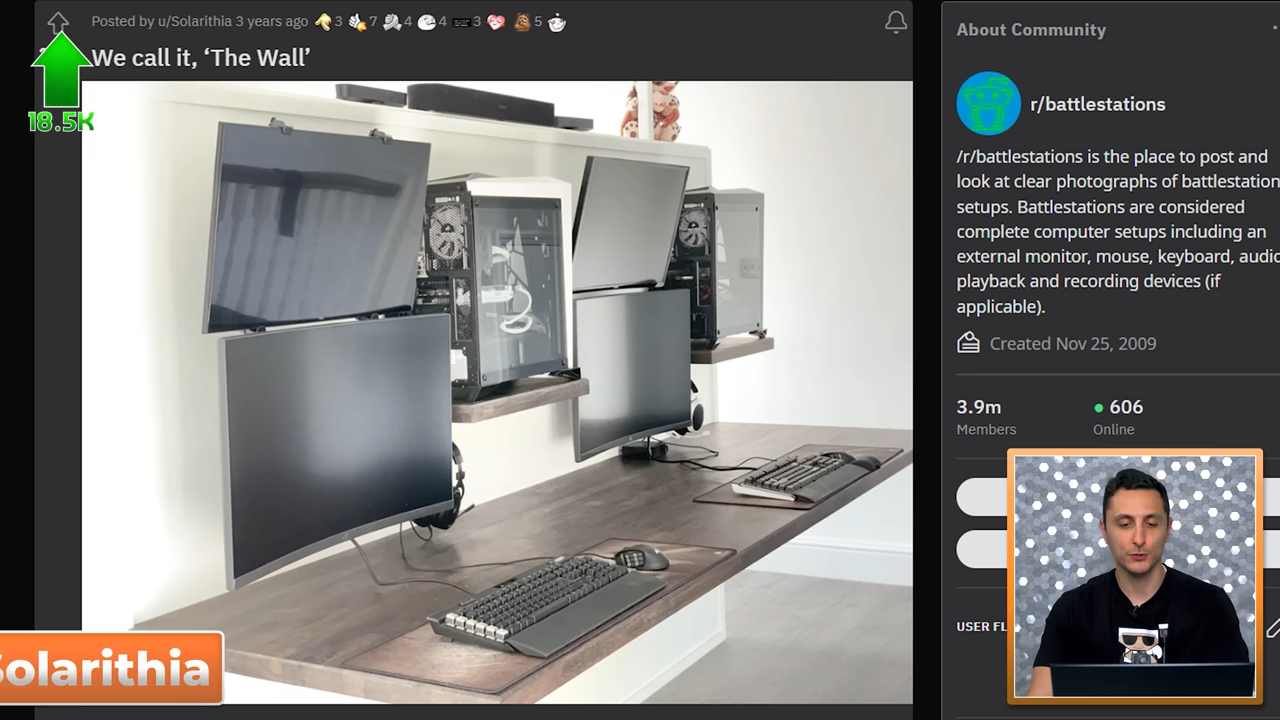 Posted by u/Solarithia 3 years ago 3 7 4 4 3 5
We call it, ‘The Wall’
18.5K
About Community
r/battlestations
/r/battlestations is the place to post and
look at clear photographs of battlestation
setups. Battlestations are considered
complete computer setups including an
external monitor, mouse, keyboard, audio
playback and recording devices (if
applicable).
Created Nov 25, 2009
3.9m 606
Members Online
USER FL
Solarithia